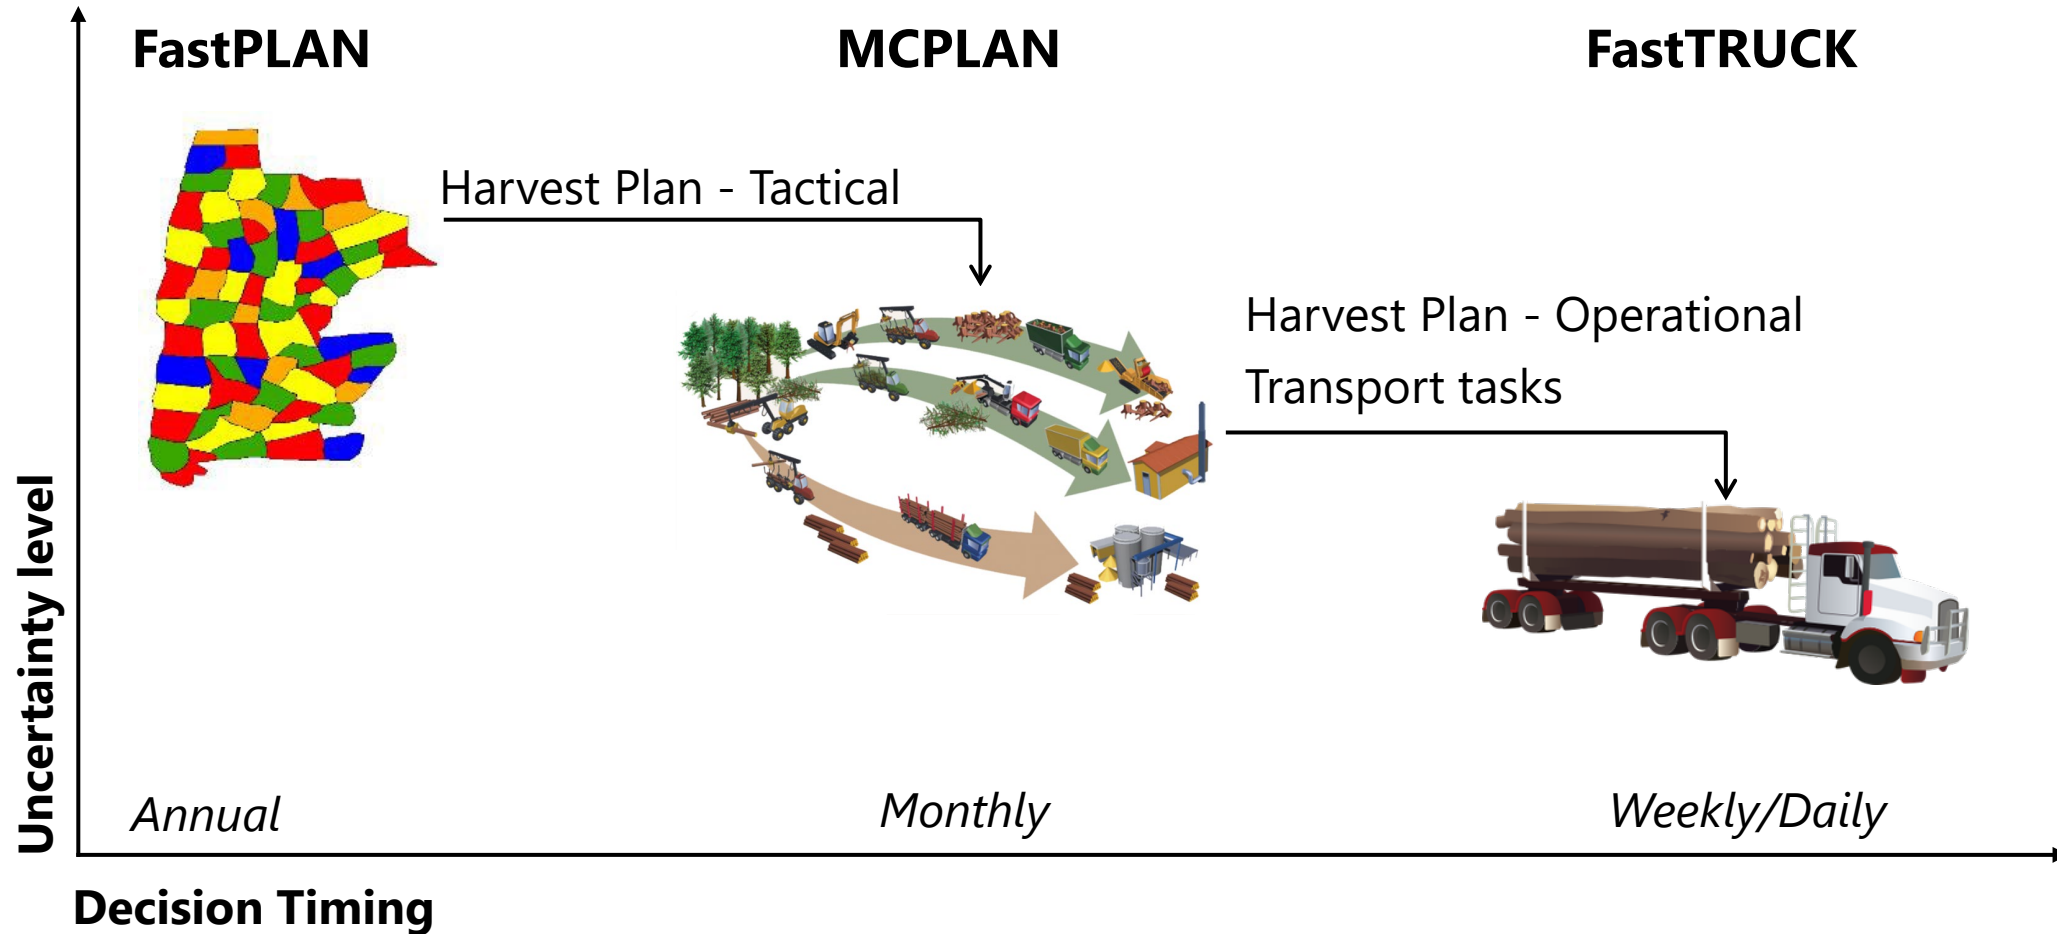 FastPLAN
MCPLAN
FastTRUCK
Harvest Plan - Tactical
Harvest Plan - Operational
Transport tasks
Uncertainty level
Annual
Monthly
Weekly/Daily
Decision Timing